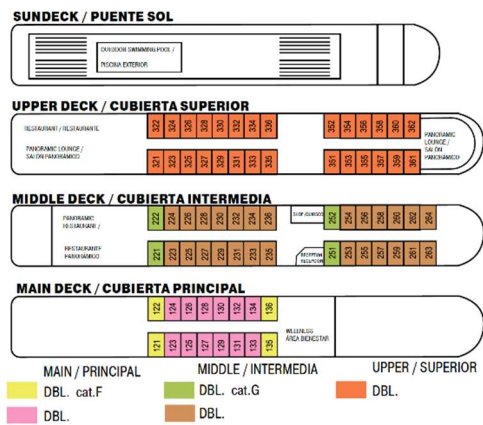 SUNDECK / PUENTE SOL
OUTDOOR SWIMMING POOL /
PISCINA EXTERIOR
UPPER DECK / CUBIERTA SUPERIOR
RESTAURANT / RESTAURANTE
PANORAMIC LOUNGE /
SALÓN PANORÁMICO
322 324 326 328 330 332 334 336
352 354 356 358 360 362
321 323 325 327 329 331 333 335
351 353 355 357 359 361
PANORAMIC
LOUNGE /
SALÓN
PANORÁMICO
MIDDLE DECK / CUBIERTA INTERMEDIA
PANORAMIC
RESTAURANT /
RESTAURANTE
PANORÁMICO
222 224 226 228 230 232 234 236
252 254 256 258 260 262 264
221 223 225 227 229 231 233 235
RECEPTION
RECEPCIÓN
251 253 255 257 259 261 263
MAIN DECK / CUBIERTA PRINCIPAL
122 124 126 128 130 132 134 136
121 123 125 127 129 131 133 135
WELLNESS
ÁREA BIENESTAR
MAIN / PRINCIPAL
DBL. cat.F
DBL.
MIDDLE / INTERMEDIA
DBL. cat.G
DBL.
UPPER / SUPERIOR
DBL.